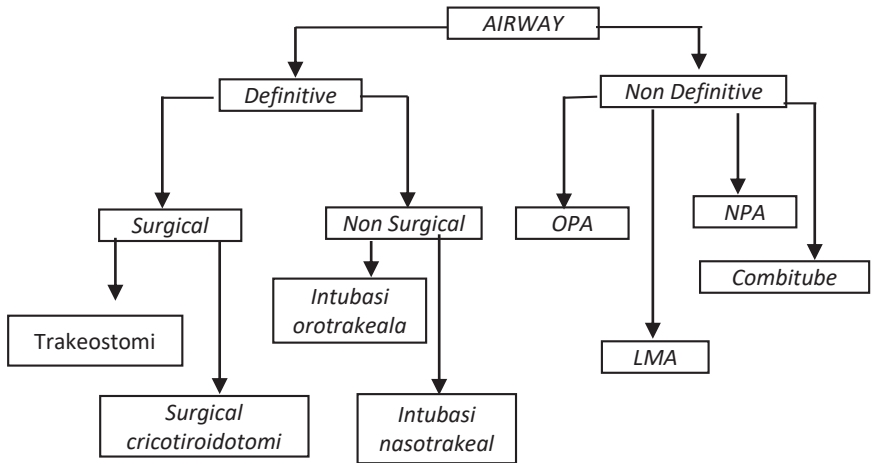 AIRWAY
Definitive
Non Definitive
Surgical
Non Surgical
OPA
NPA
Combitube
Intubasi
orotrakeala
Trakeostomi
LMA
Surgical
cricotiroidotomi
Intubasi
nasotrakeal